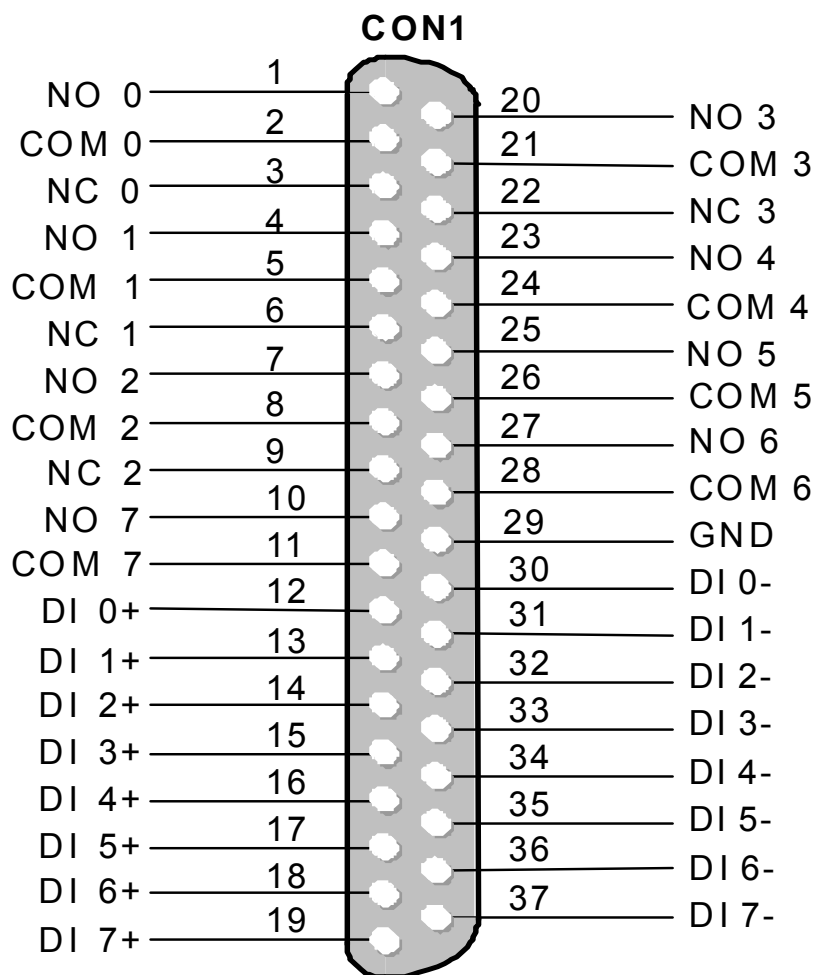 CON1
NO 0 1
COM 0 2
NC 0 3
NO 1 4
COM 1 5
NC 1 6
NO 2 7
COM 2 8
NC 2 9
NO 7 10
COM 7 11
DI 0+ 12
DI 1+ 13
DI 2+ 14
DI 3+ 15
DI 4+ 16
DI 5+ 17
DI 6+ 18
DI 7+ 19
20 NO 3
21 COM 3
22 NC 3
23 NO 4
24 COM 4
25 NO 5
26 COM 5
27 NO 6
28 COM 6
29 GND
30 DI 0-
31 DI 1-
32 DI 2-
33 DI 3-
34 DI 4-
35 DI 5-
36 DI 6-
37 DI 7-